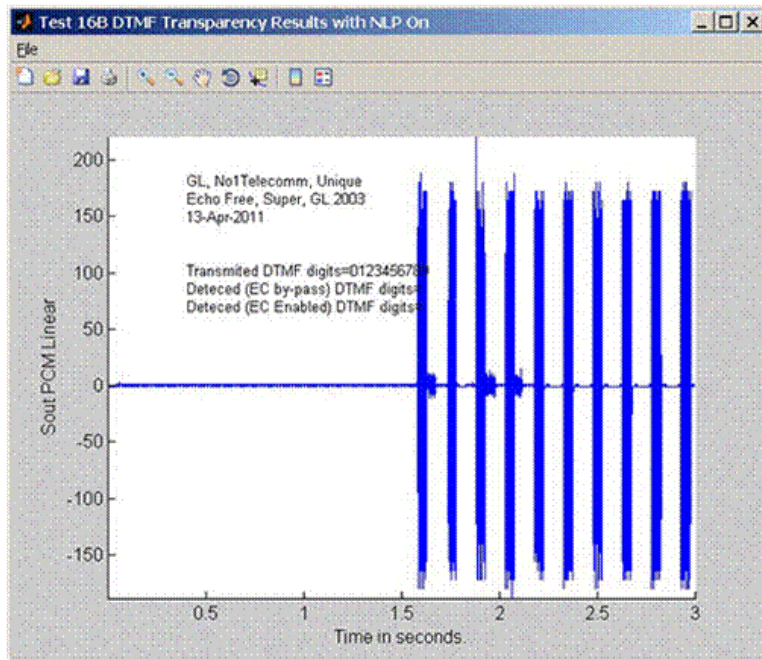 Test 16B DTMF Transparency Results with NLP On
File
GL, No1Telecomm, Unique
Echo Free, Super, GL 2003
13-Apr-2011
Transmited DTMF digits=0123456789
Deteced (EC by-pass) DTMF digits=
Deteced (EC Enabled) DTMF digits=
Sout PCM Linear
200
150
100
50
0
-50
-100
-150
0.5
1
1.5
2
2.5
3
Time in seconds.